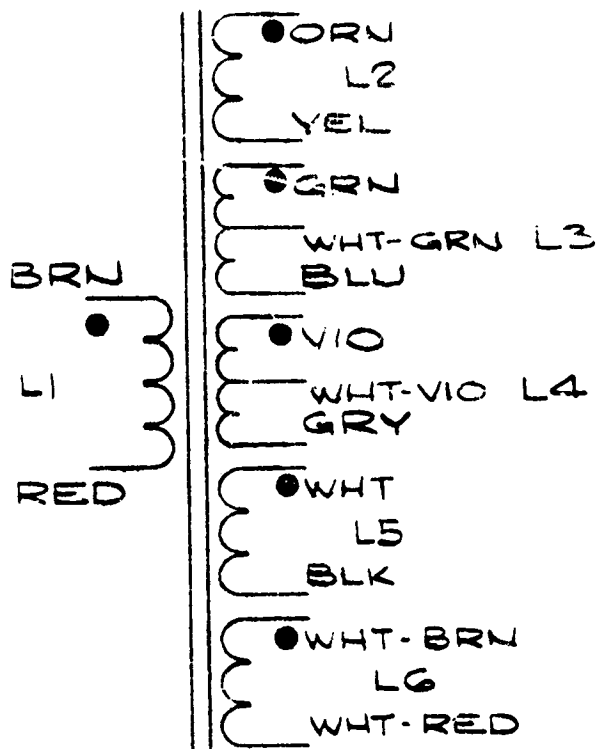 ORN
L2
YEL
GRN
WHT-GRN L3
BLU
BRN
L1
RED
VIO
WHT-VIO L4
GRY
WHT
L5
BLK
WHT-BRN
L6
WHT-RED